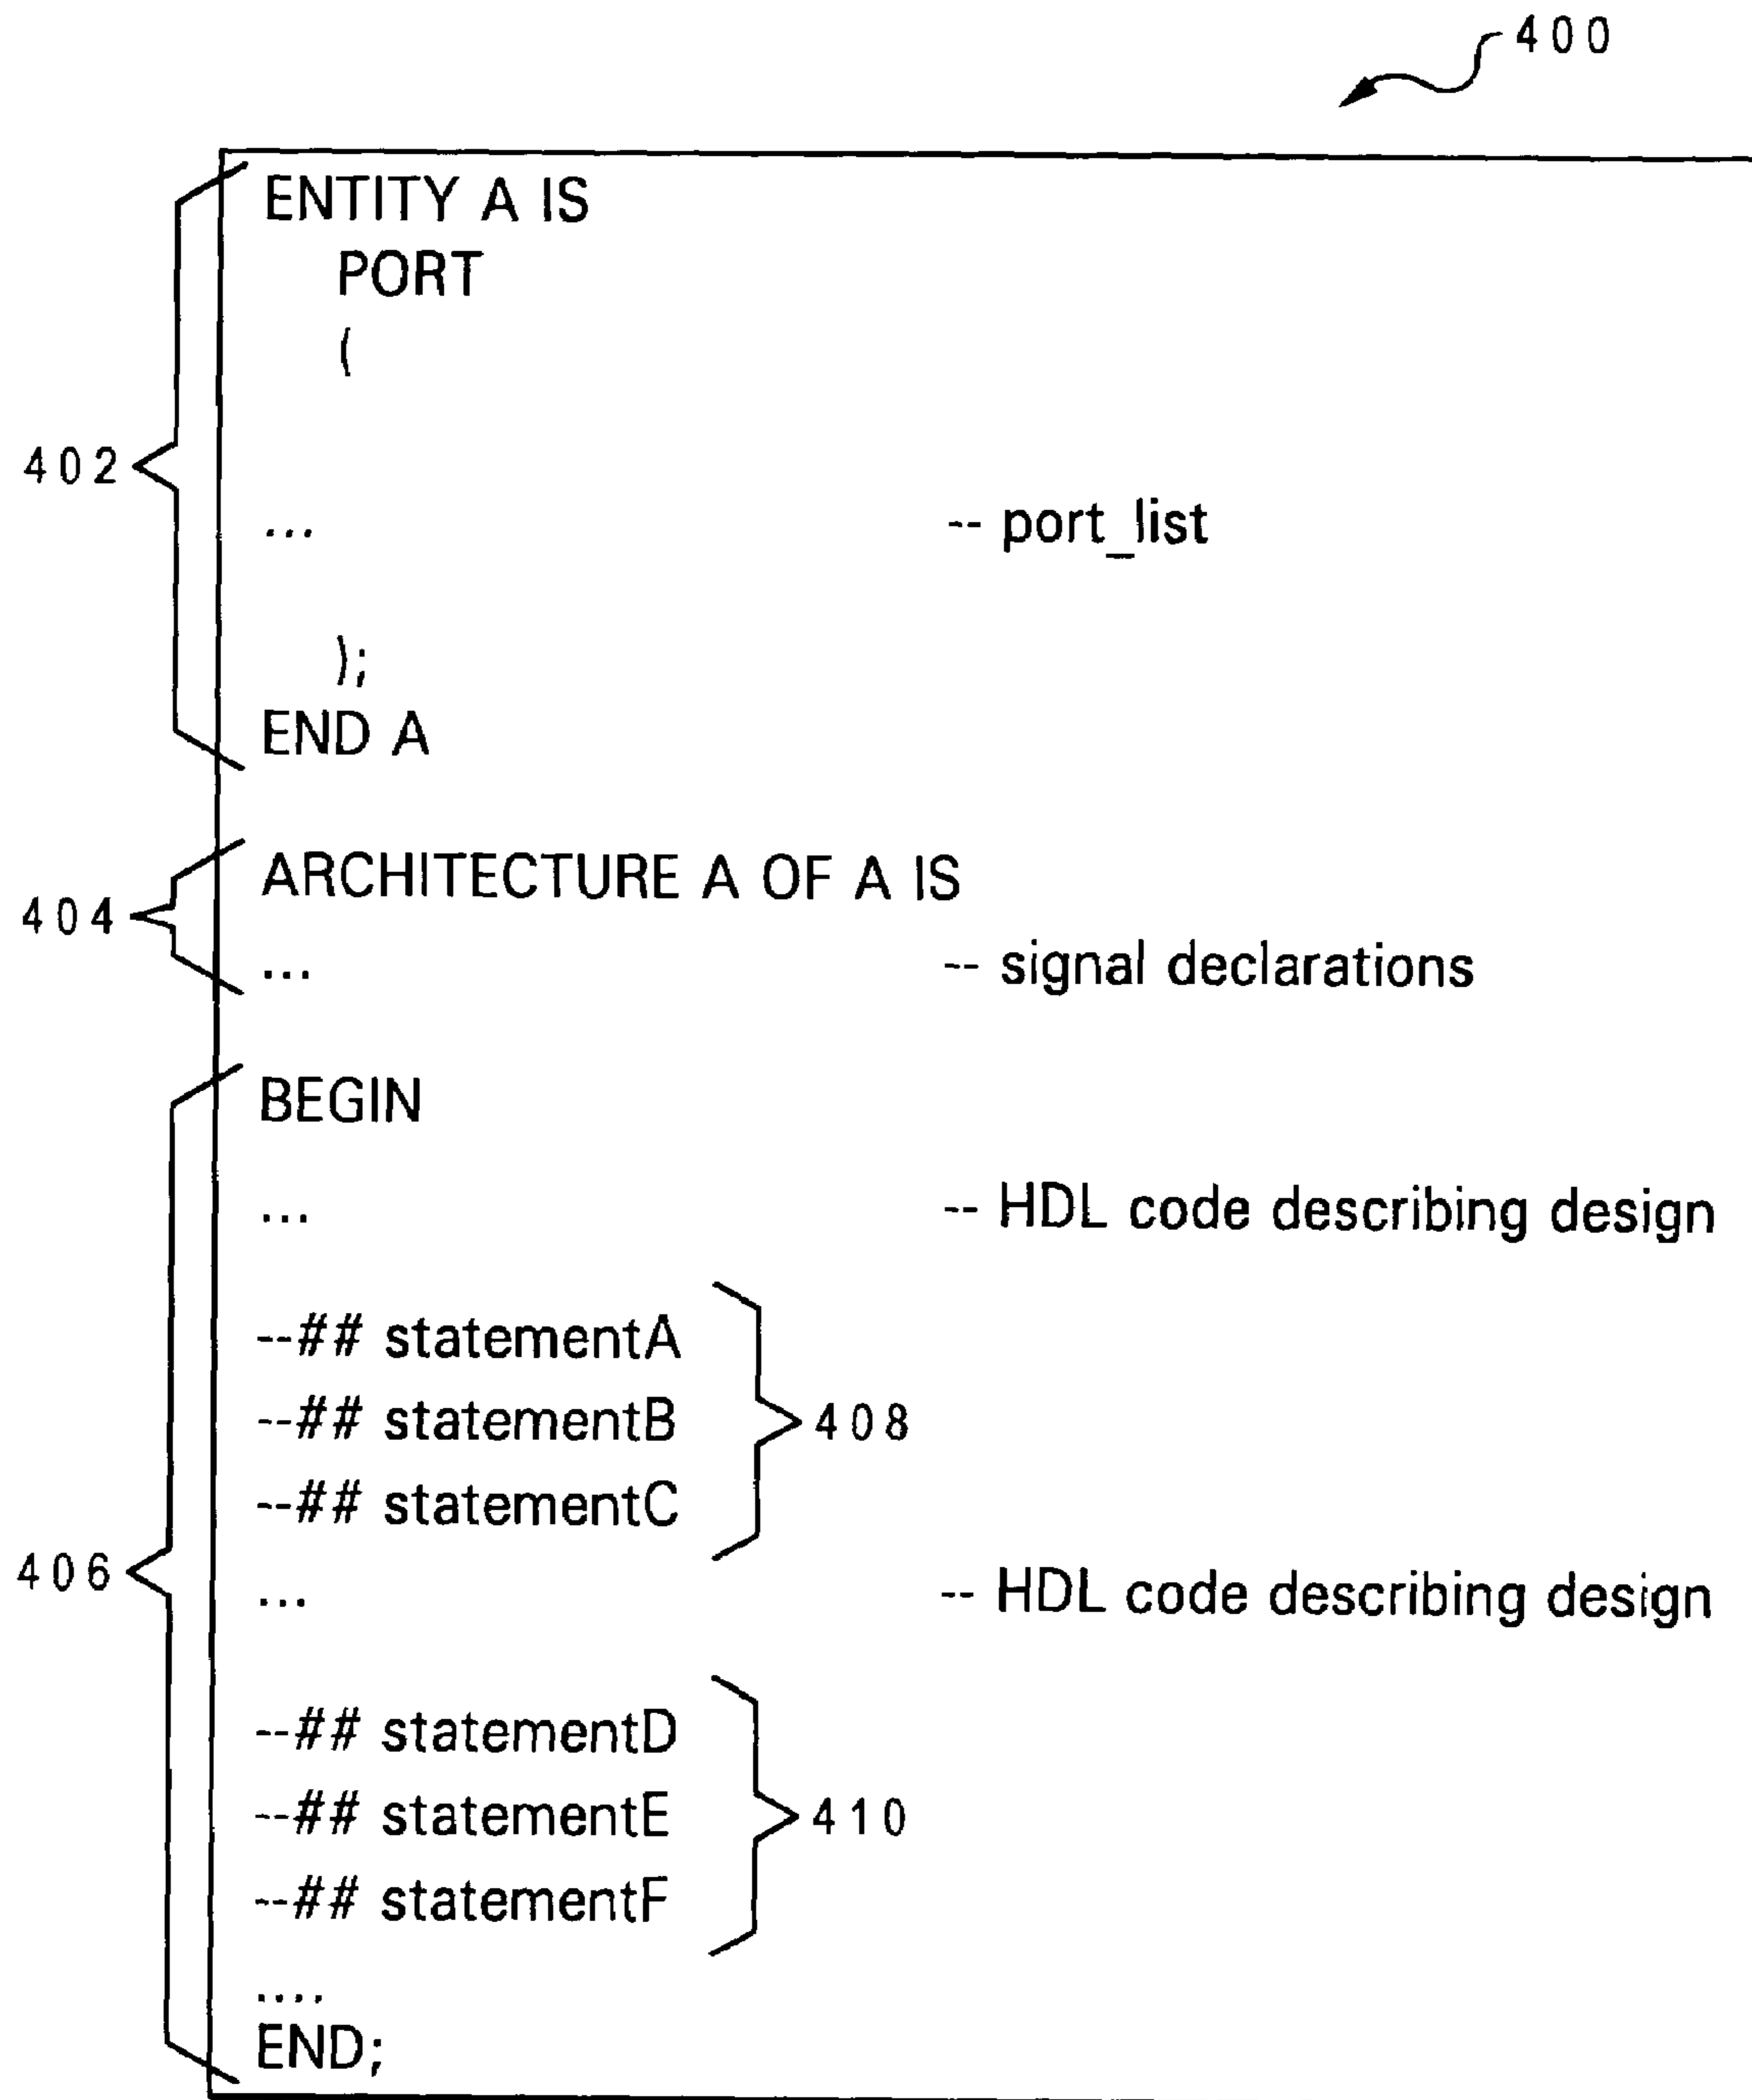 400
ENTITY A IS
PORT
(
402
... -- port_list
);
END A
ARCHITECTURE A OF A IS
404
... -- signal declarations
BEGIN
... -- HDL code describing design
--## statementA
--## statementB 408
--## statementC
406
... -- HDL code describing design
--## statementD
--## statementE 410
--## statementF
....
END;